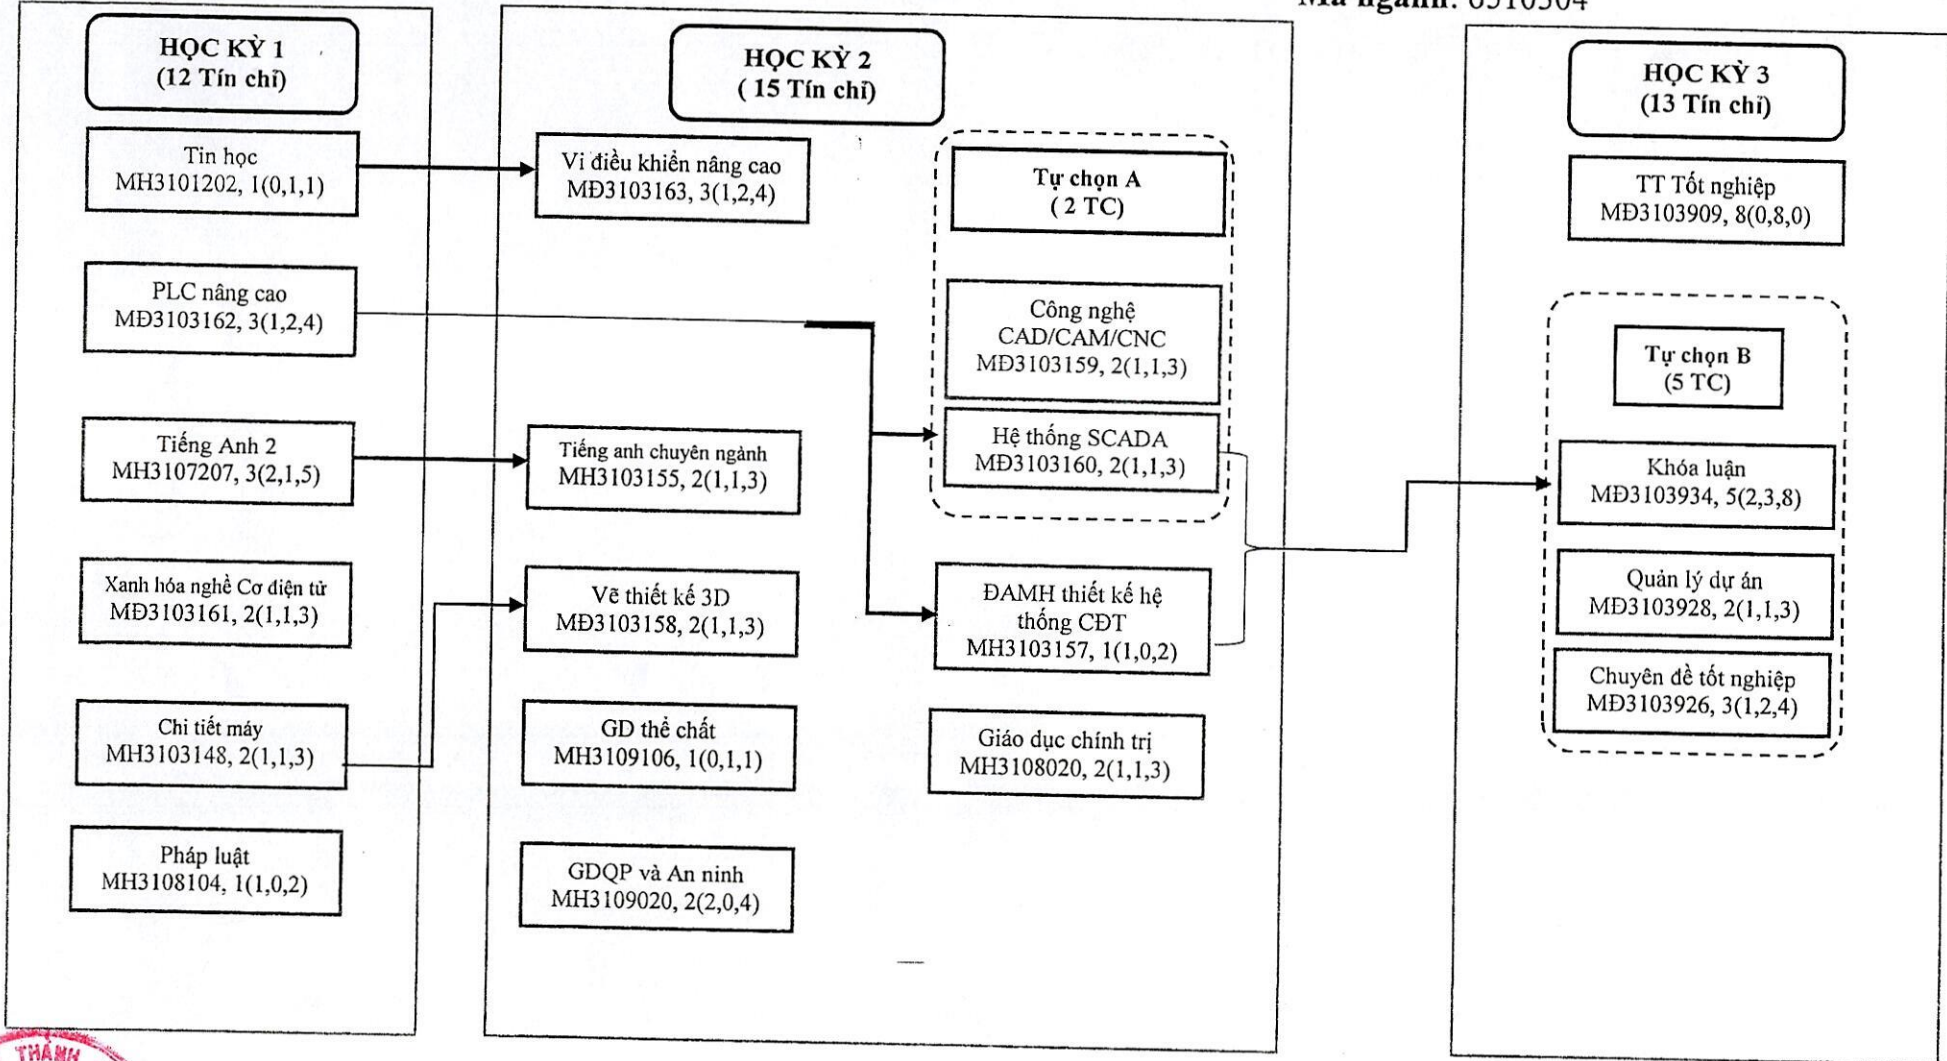 Mã ngành: 6510304
HỌC KỲ 1
(12 Tín chỉ)
Tin học
MH3101202, 1(0,1,1)
PLC nâng cao
MĐ3103162, 3(1,2,4)
Tiếng Anh 2
MH3107207, 3(2,1,5)
Xanh hóa nghề Cơ điện tử
MĐ3103161, 2(1,1,3)
Chi tiết máy
MH3103148, 2(1,1,3)
Pháp luật
MH3108104, 1(1,0,2)
HỌC KỲ 2
( 15 Tín chỉ)
Vi điều khiển nâng cao
MĐ3103163, 3(1,2,4)
Tiếng anh chuyên ngành
MH3103155, 2(1,1,3)
Vẽ thiết kế 3D
MĐ3103158, 2(1,1,3)
GD thể chất
MH3109106, 1(0,1,1)
GDQP và An ninh
MH3109020, 2(2,0,4)
Tự chọn A
( 2 TC)
Công nghệ
CAD/CAM/CNC
MĐ3103159, 2(1,1,3)
Hệ thống SCADA
MĐ3103160, 2(1,1,3)
ĐAMH thiết kế hệ
thống CĐT
MH3103157, 1(1,0,2)
Giáo dục chính trị
MH3108020, 2(1,1,3)
HỌC KỲ 3
(13 Tín chỉ)
TT Tốt nghiệp
MĐ3103909, 8(0,8,0)
Tự chọn B
(5 TC)
Khóa luận
MĐ3103934, 5(2,3,8)
Quản lý dự án
MĐ3103928, 2(1,1,3)
Chuyên đề tốt nghiệp
MĐ3103926, 3(1,2,4)
THÀNH